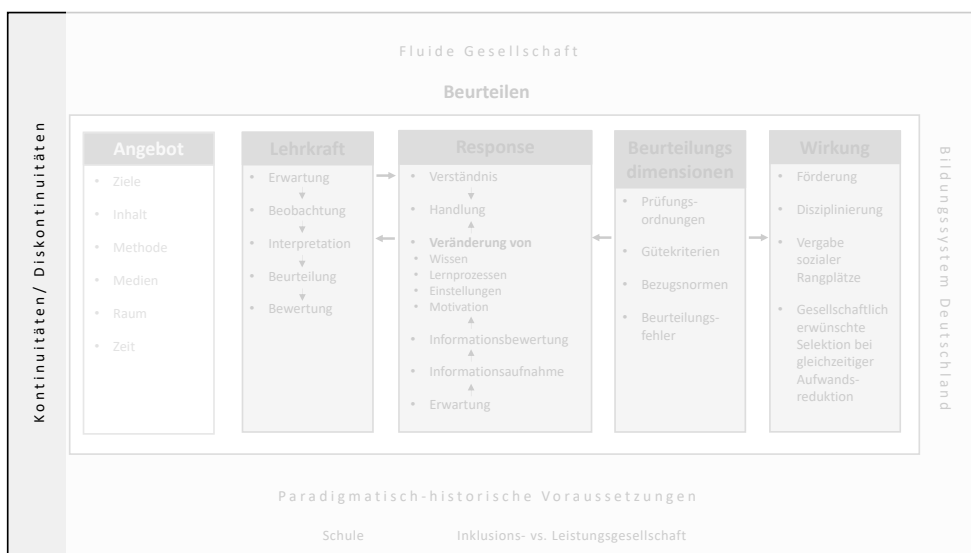 Fluide Gesellschaft
Beurteilen
Kontinuitäten/ Diskontinuitäten
Angebot
• Ziele
• Inhalt
• Methode
• Medien
• Raum
• Zeit
Lehrkraft
• Erwartung
• Beobachtung
• Interpretation
• Beurteilung
• Bewertung
Response
• Verständnis
• Handlung
• Veränderung von
• Wissen
• Lernprozessen
• Einstellungen
• Motivation
• Informationsbewertung
• Informationsaufnahme
• Erwartung
Beurteilungs
dimensionen
• Prüfungs-
ordnungen
• Gütekriterien
• Bezugsnormen
• Beurteilungs-
fehler
Wirkung
• Förderung
• Disziplinierung
• Vergabe
sozialer
Rangplätze
• Gesellschaftlich
erwünschte
Selektion bei
gleichzeitiger
Aufwands-
reduktion
Bildungssystem Deutschland
Paradigmatisch-historische Voraussetzungen
Schule Inklusions- vs. Leistungsgesellschaft